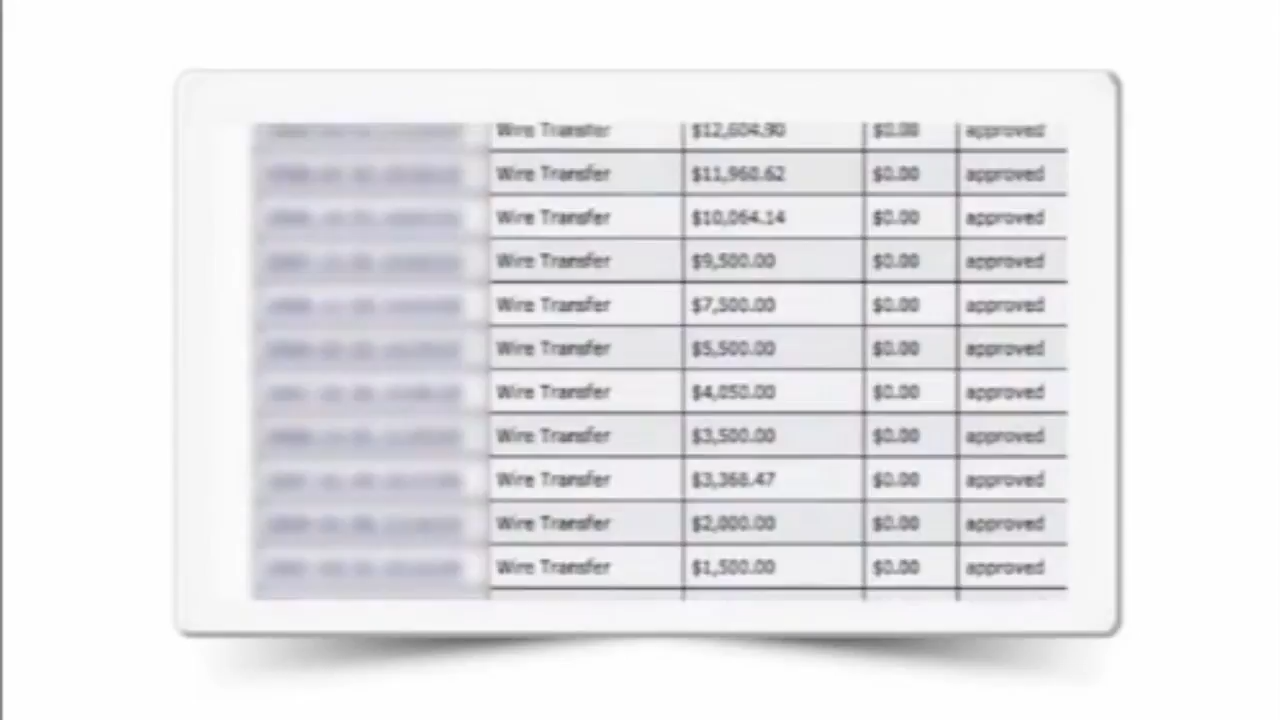 Wire Transfer $12,604.90 $0.00 approved
Wire Transfer $11,960.62 $0.00 approved
Wire Transfer $10,064.14 $0.00 approved
Wire Transfer $9,500.00 $0.00 approved
Wire Transfer $7,500.00 $0.00 approved
Wire Transfer $5,500.00 $0.00 approved
Wire Transfer $4,050.00 $0.00 approved
Wire Transfer $3,500.00 $0.00 approved
Wire Transfer $3,368.47 $0.00 approved
Wire Transfer $2,000.00 $0.00 approved
Wire Transfer $1,500.00 $0.00 approved